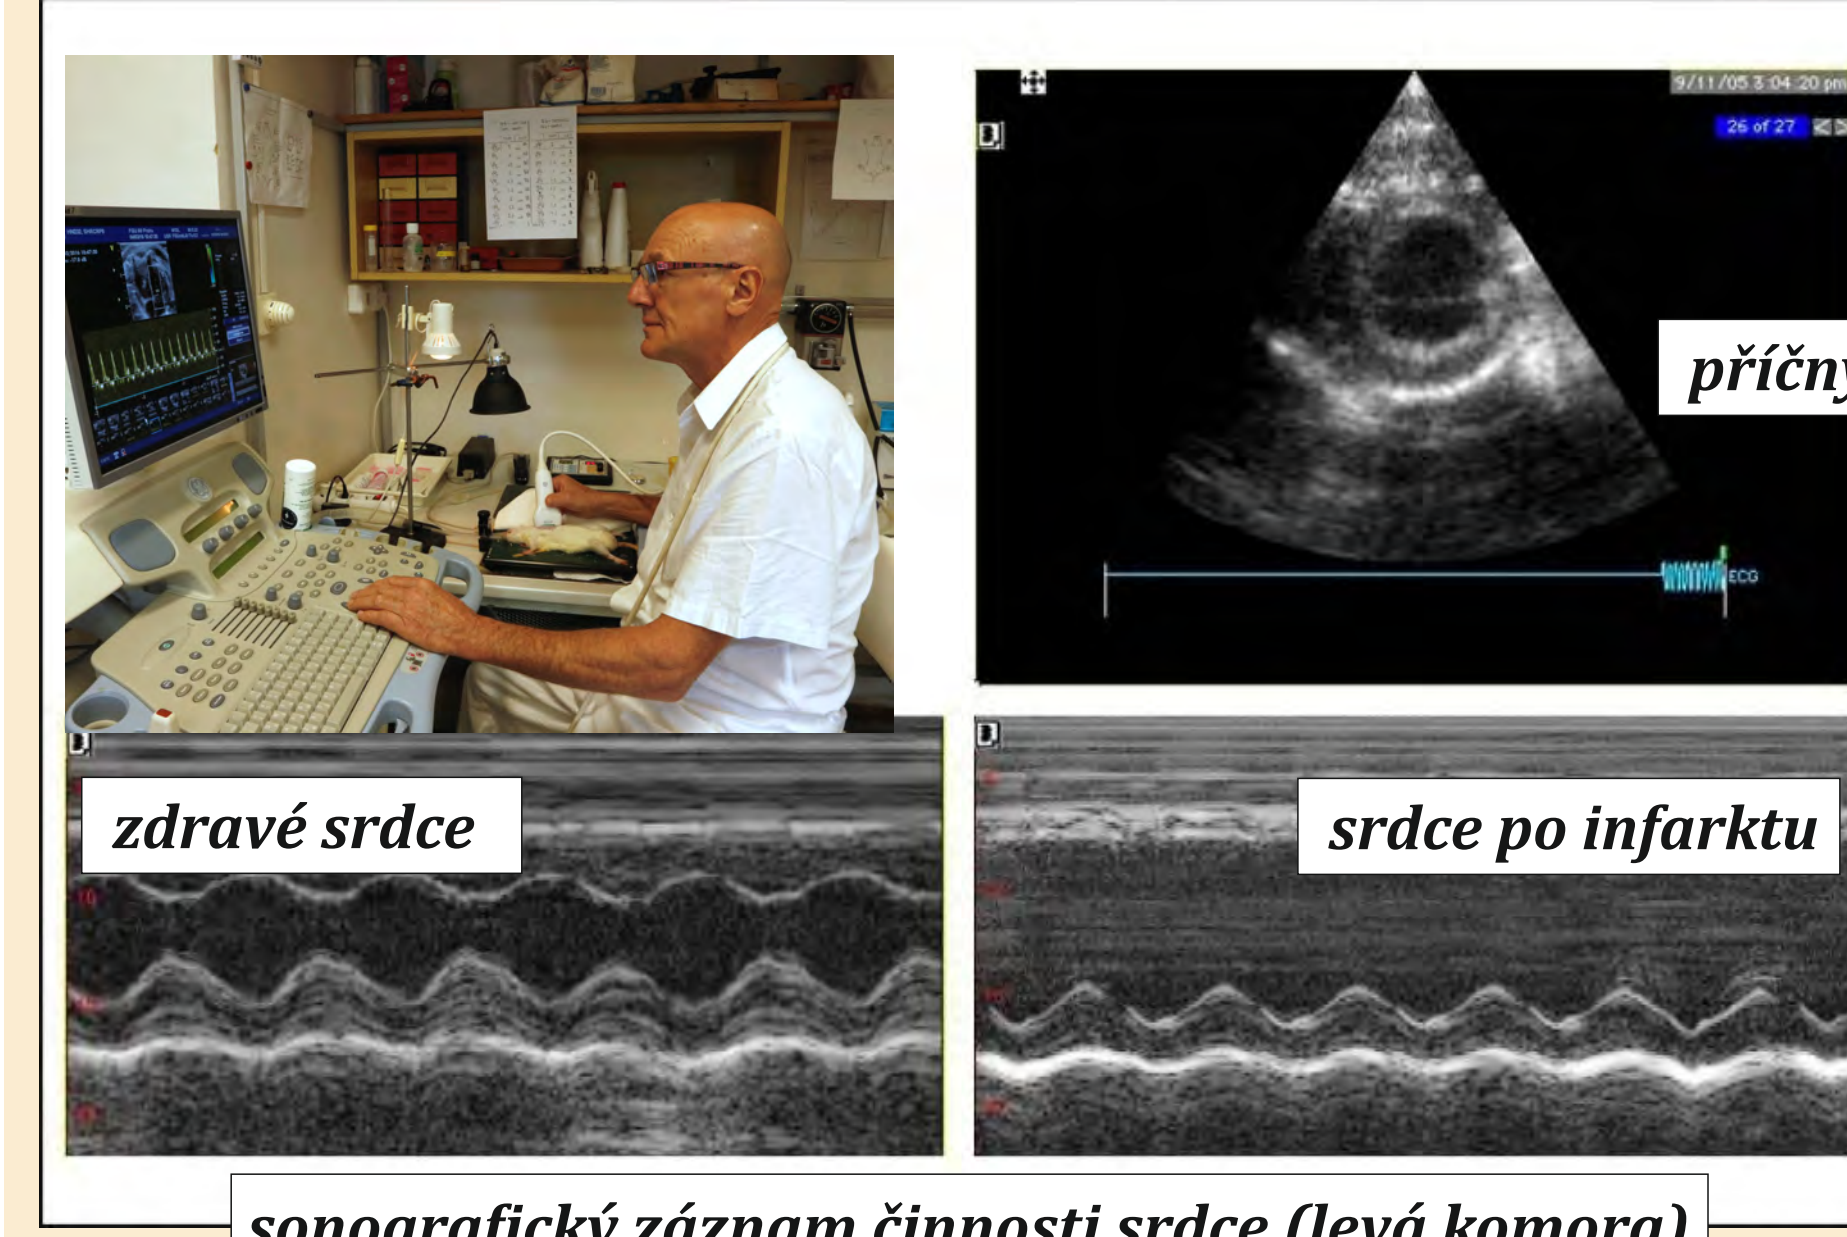 9/11/05 3:04:20 pm
26 of 27
příčný
ECG
zdravé srdce
srdce po infarktu
10
sonografický záznam činnosti srdce (levá komora)